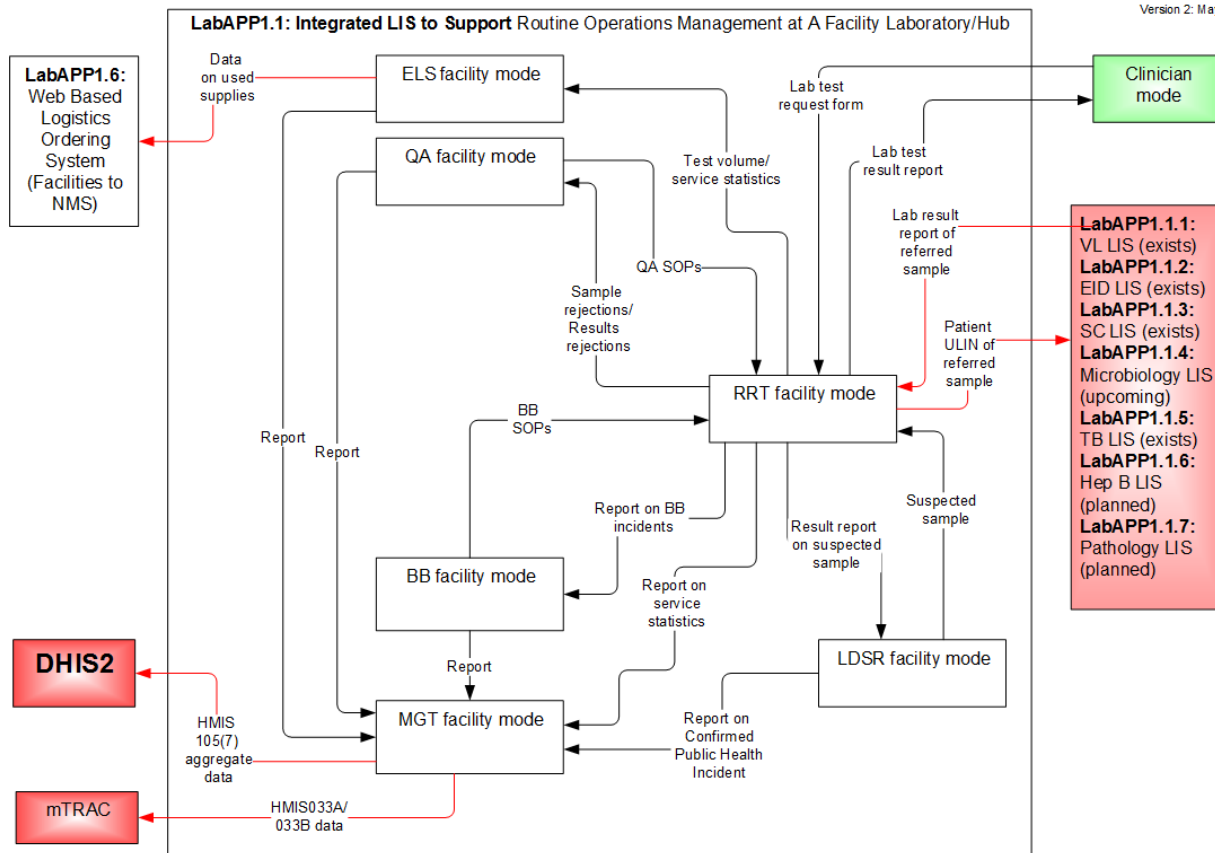 Version 2: Ma
LabAPP1.1: Integrated LIS to Support Routine Operations Management at A Facility Laboratory/Hub
LabAPP1.6:
Web Based
Logistics
Ordering
System
(Facilities to
NMS)
Data
on used
supplies
ELS facility mode
QA facility mode
Lab test
request form
Clinician
mode
Test volume/
service statistics
Lab test
result report
Lab result
report of
referred
sample
LabAPP1.1.1:
VL LIS (exists)
LabAPP1.1.2:
EID LIS (exists)
LabAPP1.1.3:
SC LIS (exists)
LabAPP1.1.4:
Microbiology LIS
(upcoming)
LabAPP1.1.5:
TB LIS (exists)
LabAPP1.1.6:
Hep B LIS
(planned)
LabAPP1.1.7:
Pathology LIS
(planned)
QA SOPs
Sample
rejections/
Results
rejections
Patient
ULIN of
referred
sample
RRT facility mode
BB
SOPs
Report
Report
Report on BB
incidents
Result report
on suspected
sample
Suspected
sample
BB facility mode
Report on
service
statistics
LDSR facility mode
Report
DHIS2
MGT facility mode
HMIS
105(7)
aggregate
data
Report on
Confirmed
Public Health
Incident
mTRAC
HMIS033A/
033B data